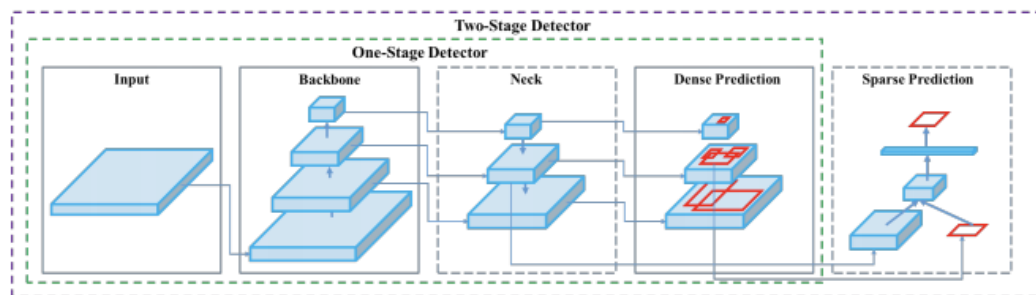 Two-Stage Detector
One-Stage Detector
Input
Backbone
Neck
Dense Prediction
Sparse Prediction